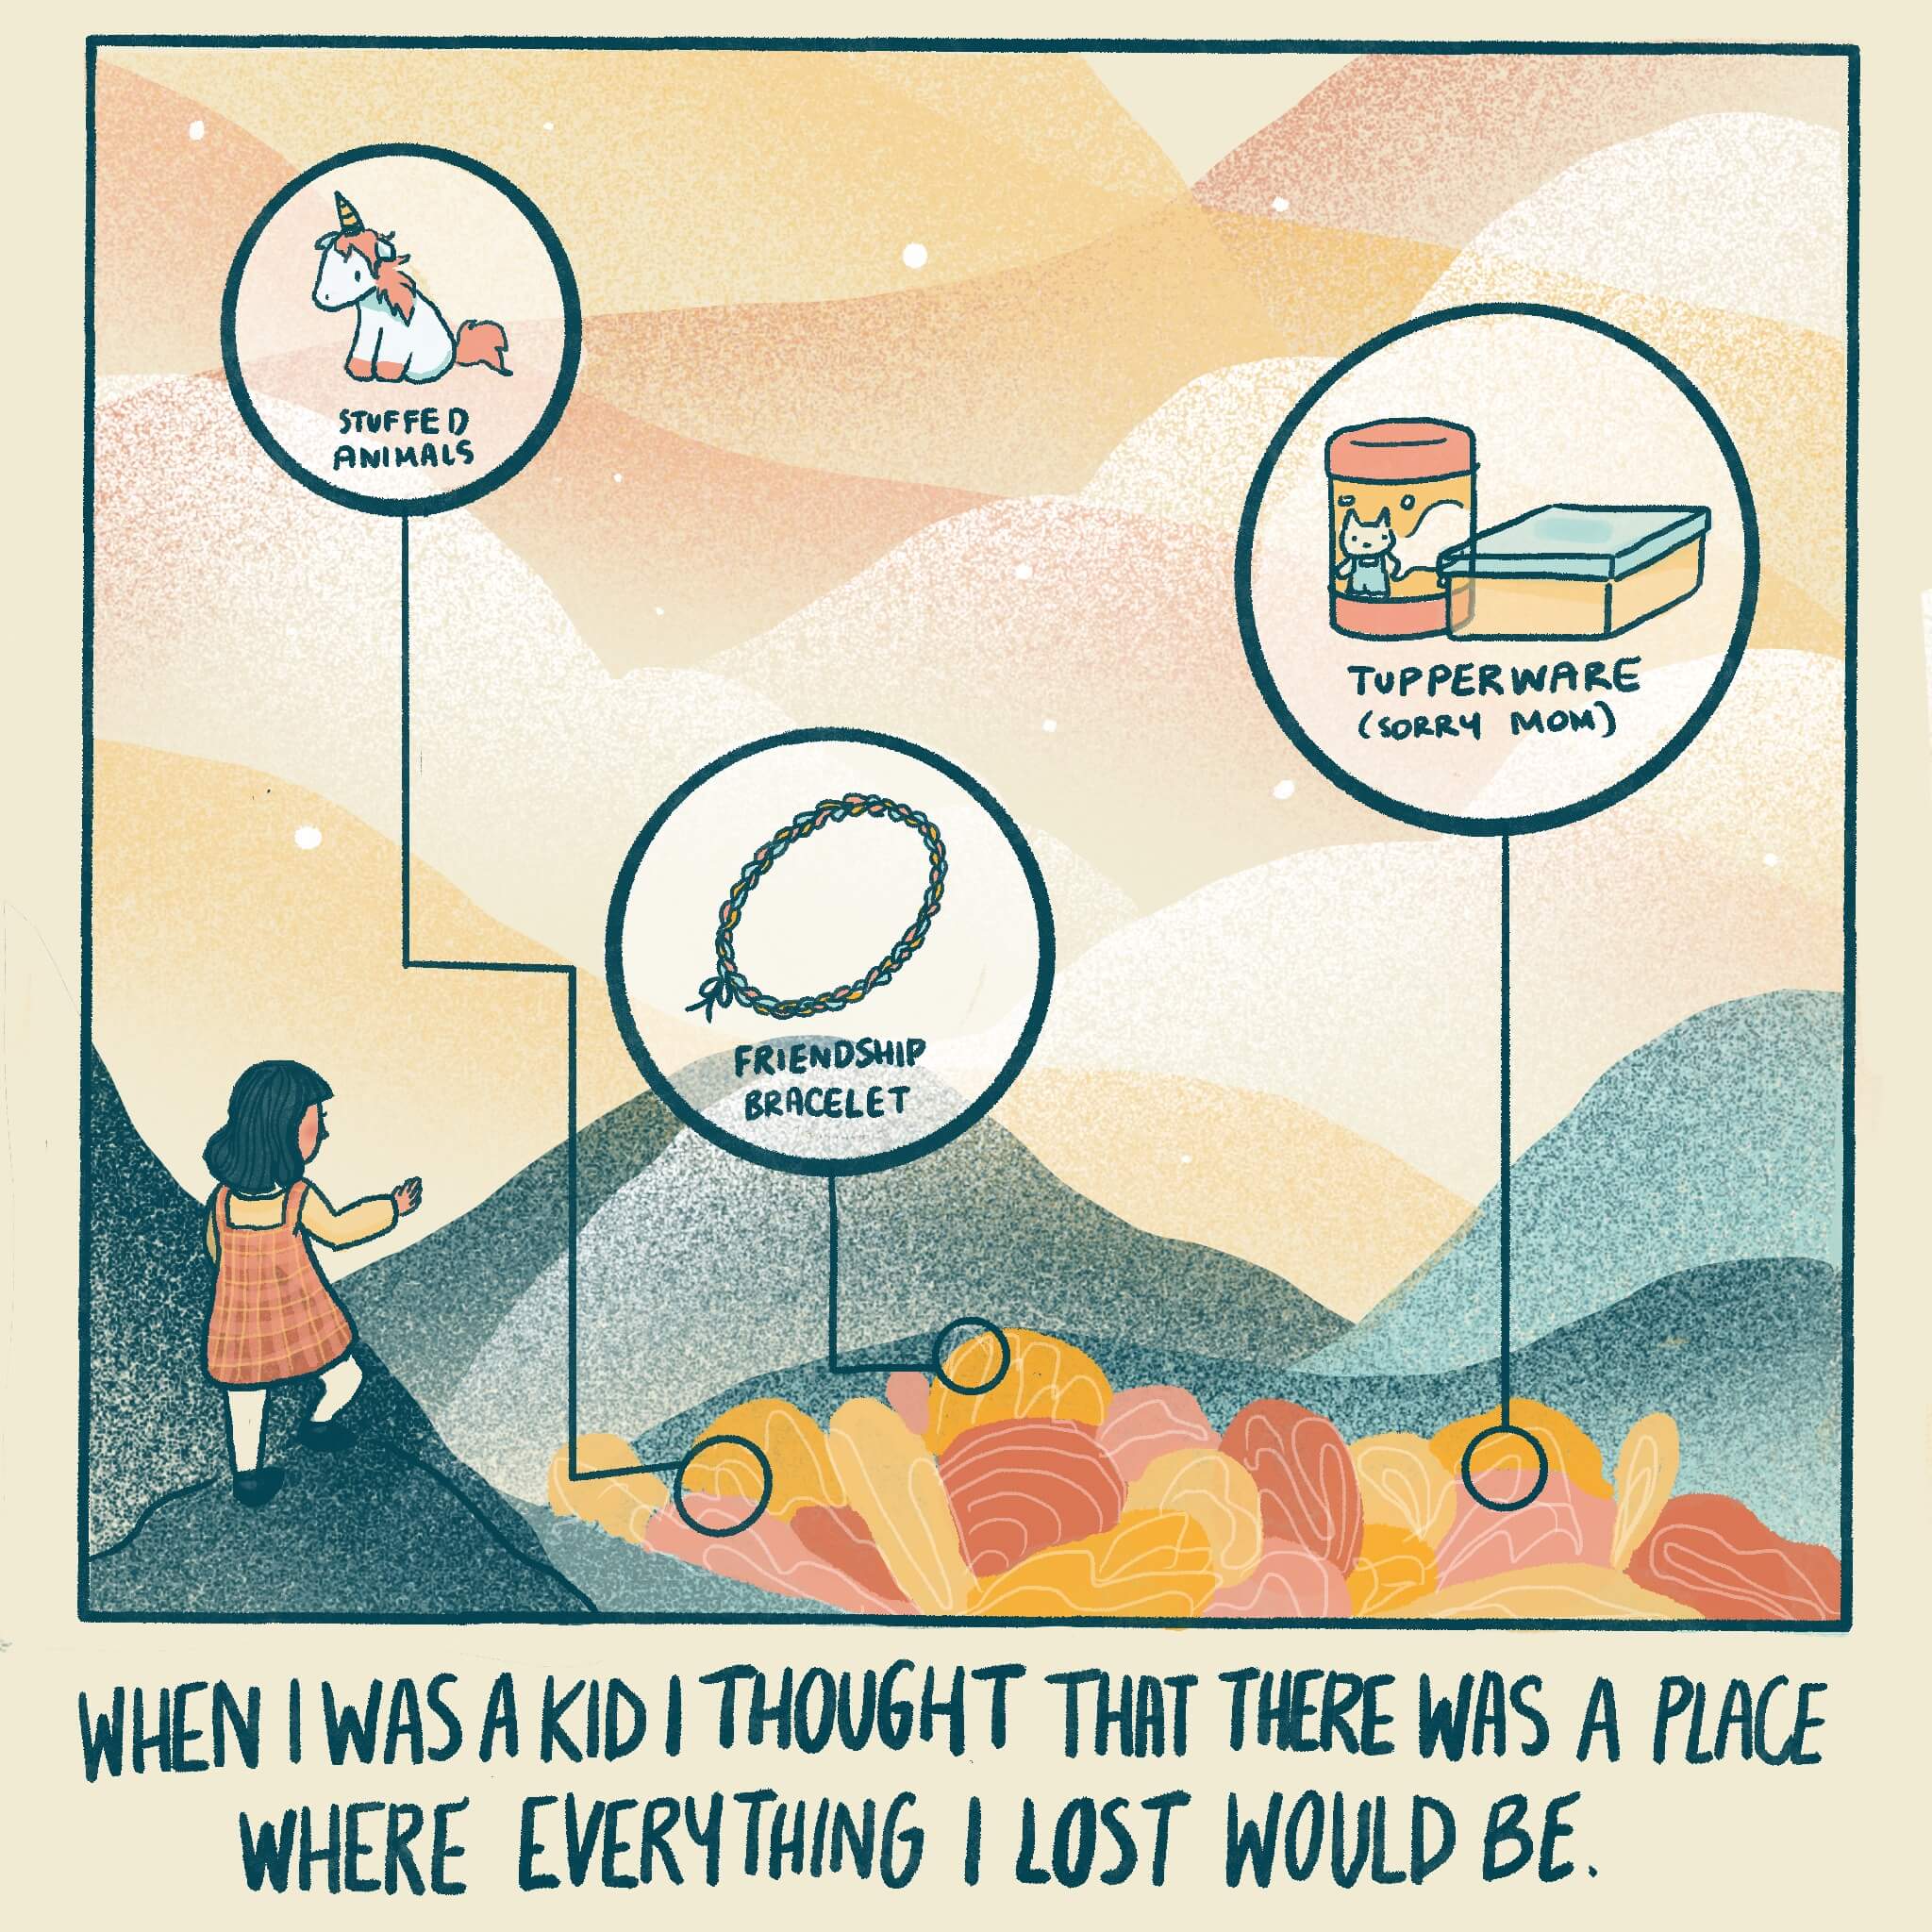 STUFFED
ANIMALS
TUPPERWARE
(SORRY MOM)
FRIENDSHIP
BRACELET
WHEN I WAS A KID I THOUGHT THAT THERE WAS A PLACE
WHERE EVERYTHING I LOST WOULD BE.